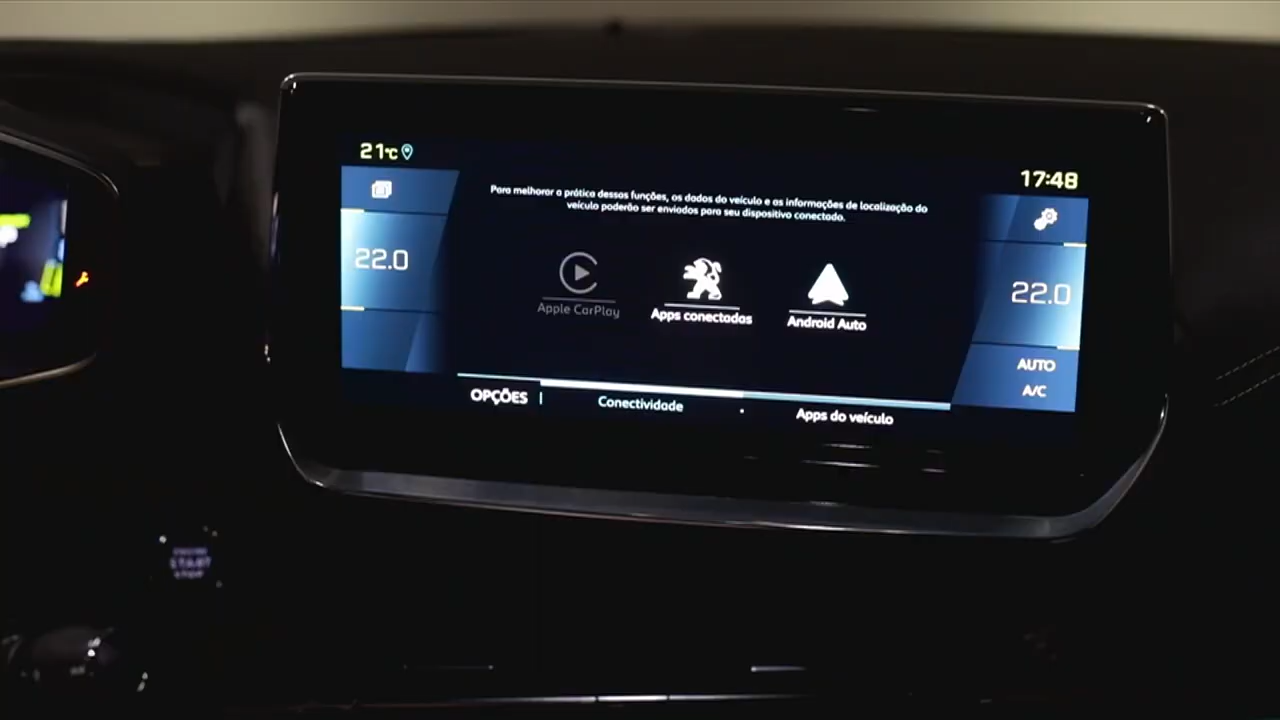 21°C
17:48
Para melhorar a prática dessas funções, os dados do veículo e as informações de localização do
veículo poderão ser enviados para seu dispositivo conectado.
22.0
22.0
Apple CarPlay
Apps conectadas
Android Auto
AUTO
A/C
OPÇÕES
Conectividade
Apps do veículo
START